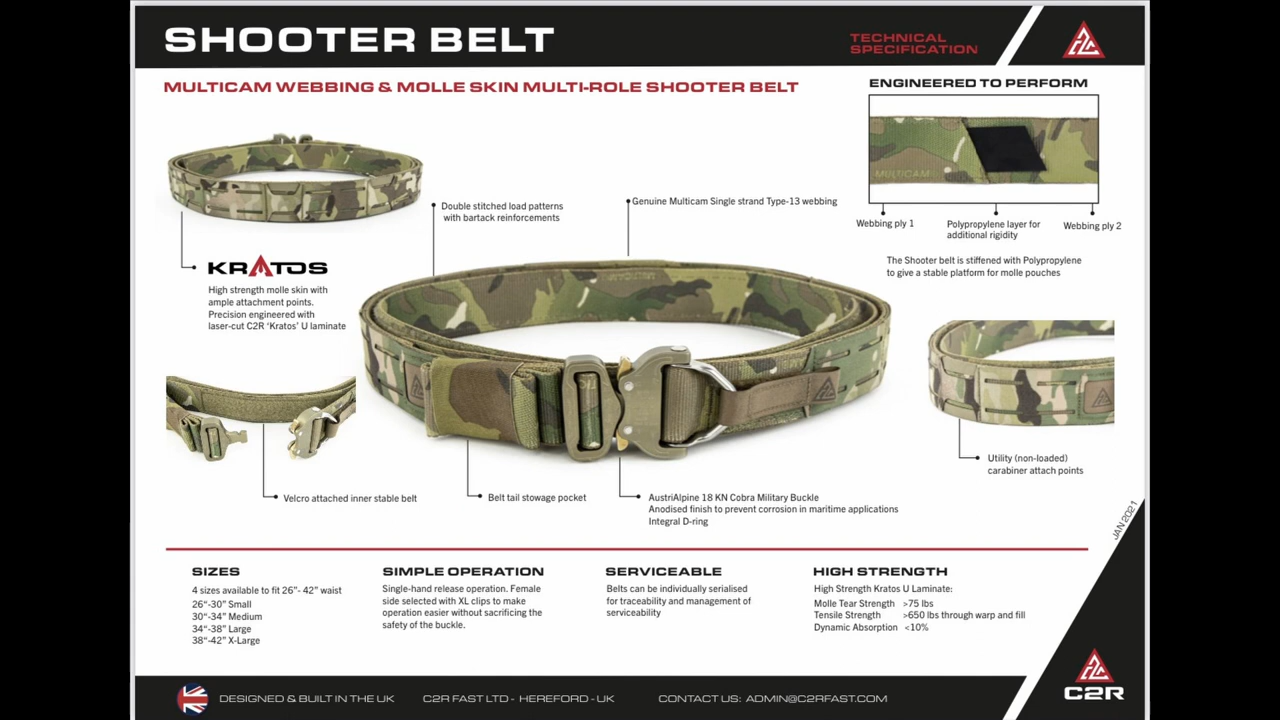 SHOOTER BELT
TECHNICAL
SPECIFICATION
MULTICAM WEBBING & MOLLE SKIN MULTI-ROLE SHOOTER BELT
ENGINEERED TO PERFORM
MULTICAM
Webbing ply 1
Polypropylene layer for
additional rigidity
Webbing ply 2
The Shooter belt is stiffened with Polypropylene
to give a stable platform for molle pouches
Double stitched load patterns
with bartack reinforcements
Genuine Multicam Single strand Type-13 webbing
KRATOS
High strength molle skin with
ample attachment points.
Precision engineered with
laser-cut C2R 'Kratos' U laminate
Utility (non-loaded)
carabiner attach points
Velcro attached inner stable belt
Belt tail stowage pocket
AustriAlpine 18 KN Cobra Military Buckle
Anodised finish to prevent corrosion in maritime applications
Integral D-ring
JAN 2021
SIZES
4 sizes available to fit 26"- 42" waist
26"-30" Small
30"-34" Medium
34"-38" Large
38"-42" X-Large
SIMPLE OPERATION
Single-hand release operation. Female
side selected with XL clips to make
operation easier without sacrificing the
safety of the buckle.
SERVICEABLE
Belts can be individually serialised
for traceability and management of
serviceability
HIGH STRENGTH
High Strength Kratos U Laminate:
Molle Tear Strength >75 lbs
Tensile Strength >650 lbs through warp and fill
Dynamic Absorption <10%
DESIGNED & BUILT IN THE UK
C2R FAST LTD - HEREFORD - UK
CONTACT US: ADMIN@C2RFAST.COM
C2R